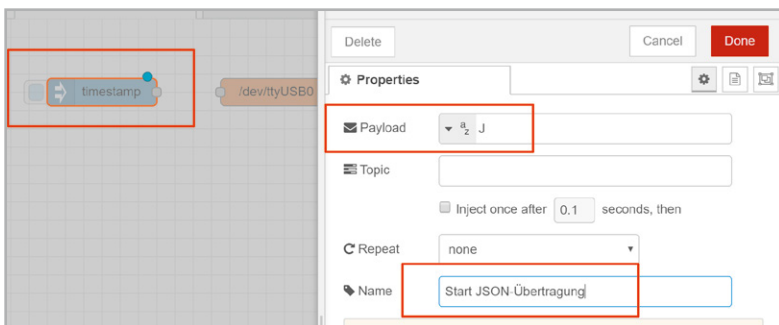 timestamp
/dev/ttyUSB0
Delete
Cancel
Done
Properties
Payload
a z J
Topic
Inject once after 0.1 seconds, then
Repeat
none
Name
Start JSON-Übertragung